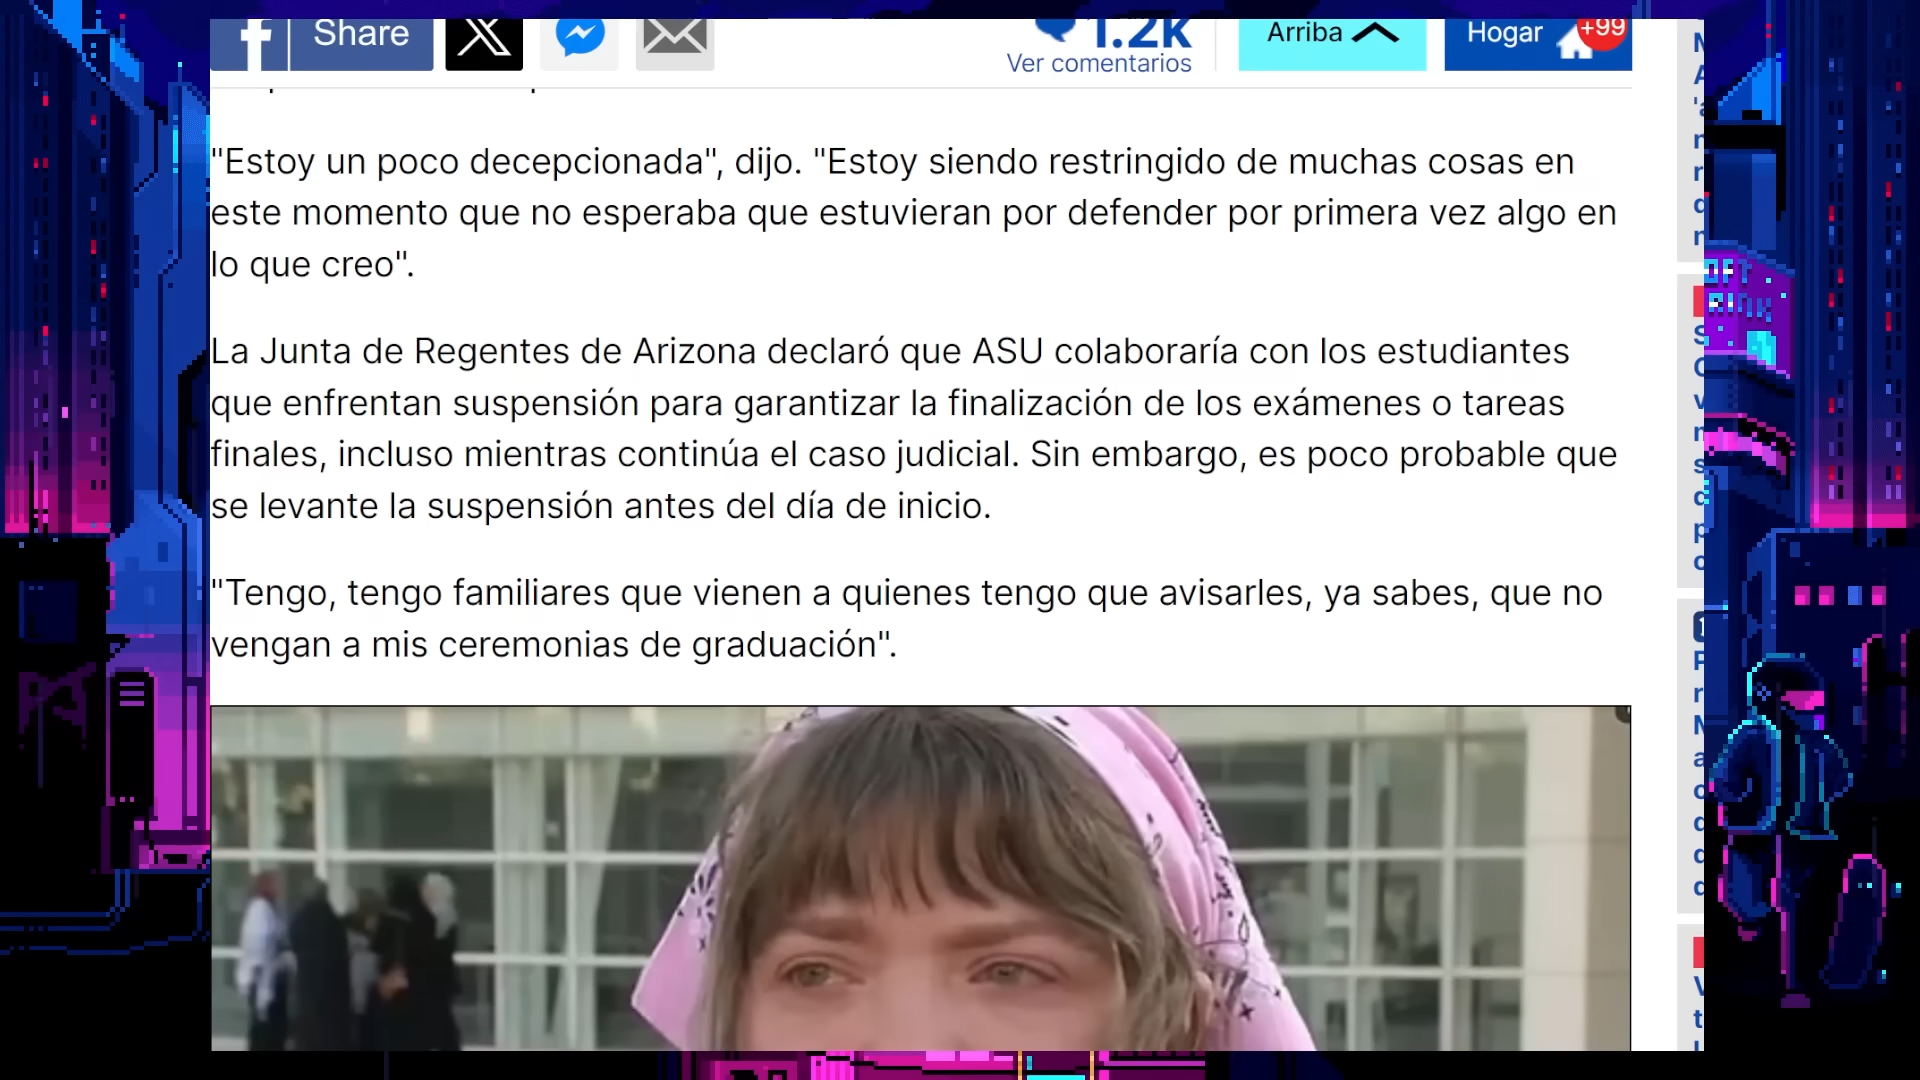 Share
1.2K
Ver comentarios
Arriba
Hogar
+99
"Estoy un poco decepcionada", dijo. "Estoy siendo restringido de muchas cosas en
este momento que no esperaba que estuvieran por defender por primera vez algo en
lo que creo".
La Junta de Regentes de Arizona declaró que ASU colaboraría con los estudiantes
que enfrentan suspensión para garantizar la finalización de los exámenes o tareas
finales, incluso mientras continúa el caso judicial. Sin embargo, es poco probable que
se levante la suspensión antes del día de inicio.
"Tengo, tengo familiares que vienen a quienes tengo que avisarles, ya sabes, que no
vengan a mis ceremonias de graduación".